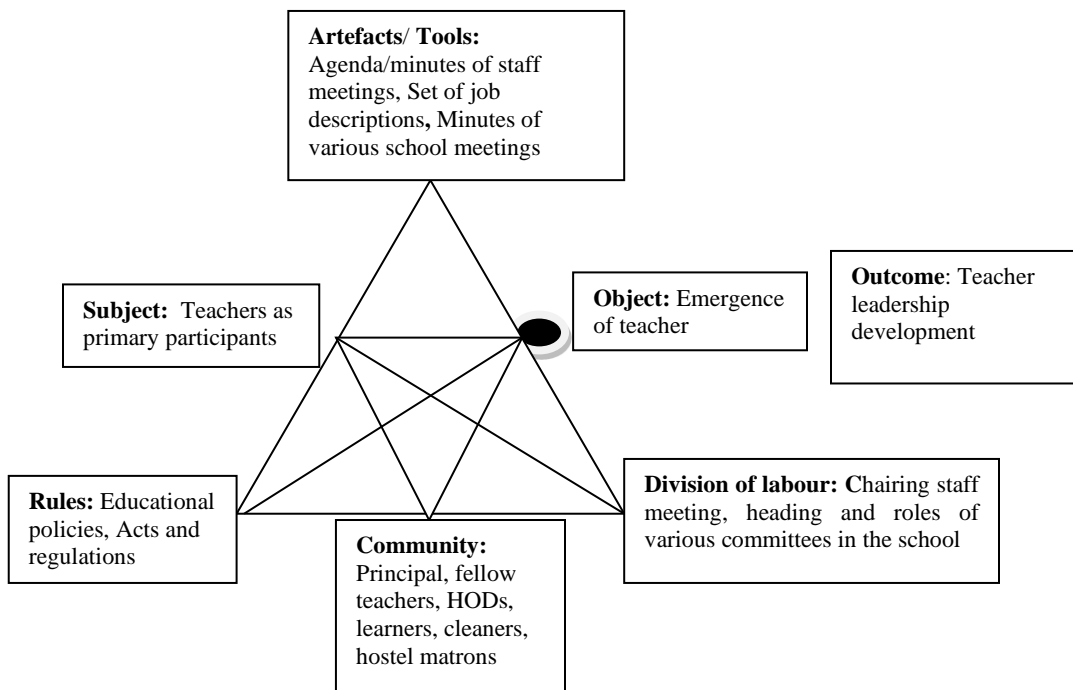 Artefacts/ Tools:
Agenda/minutes of staff
meetings, Set of job
descriptions, Minutes of
various school meetings
Subject:  Teachers as
primary participants
Object: Emergence
of teacher
Outcome: Teacher
leadership
development
Rules: Educational
policies, Acts and
regulations
Community:
Principal, fellow
teachers, HODs,
learners, cleaners,
hostel matrons
Division of labour: Chairing staff
meeting, heading and roles of
various committees in the school